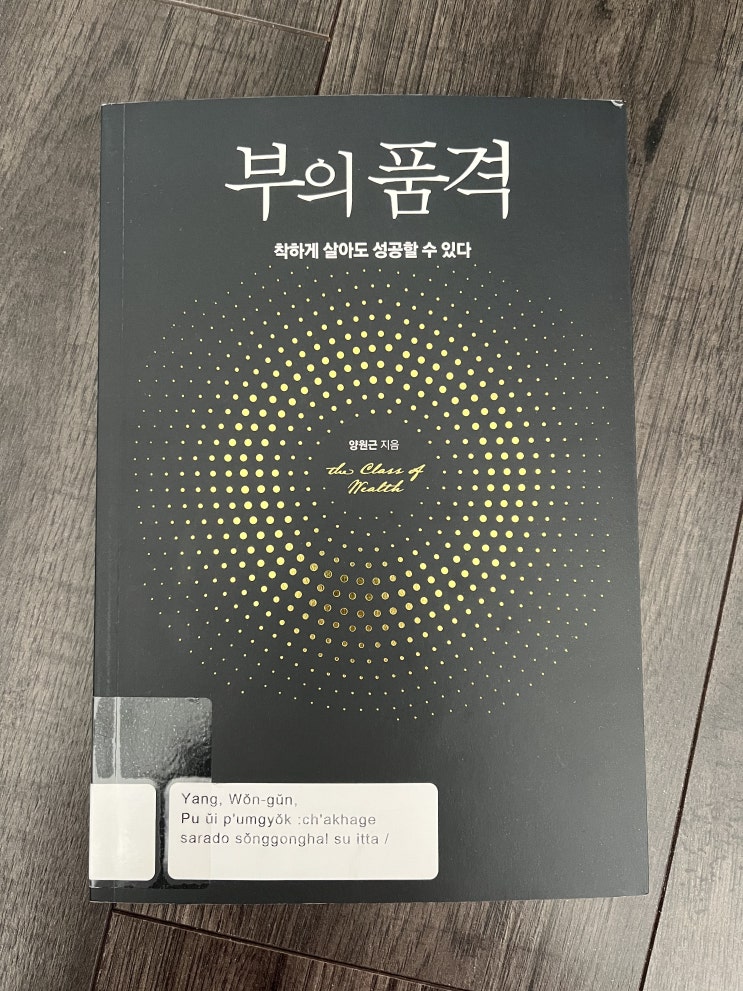 부의 품격
착하게 살아도 성공할 수 있다
양원근 지음
the Class of
Wealth
Yang, Wŏn-gŭn,
Pu ŭi p'umgyŏk :ch'akhage
sarado sŏnggonghal su itta /